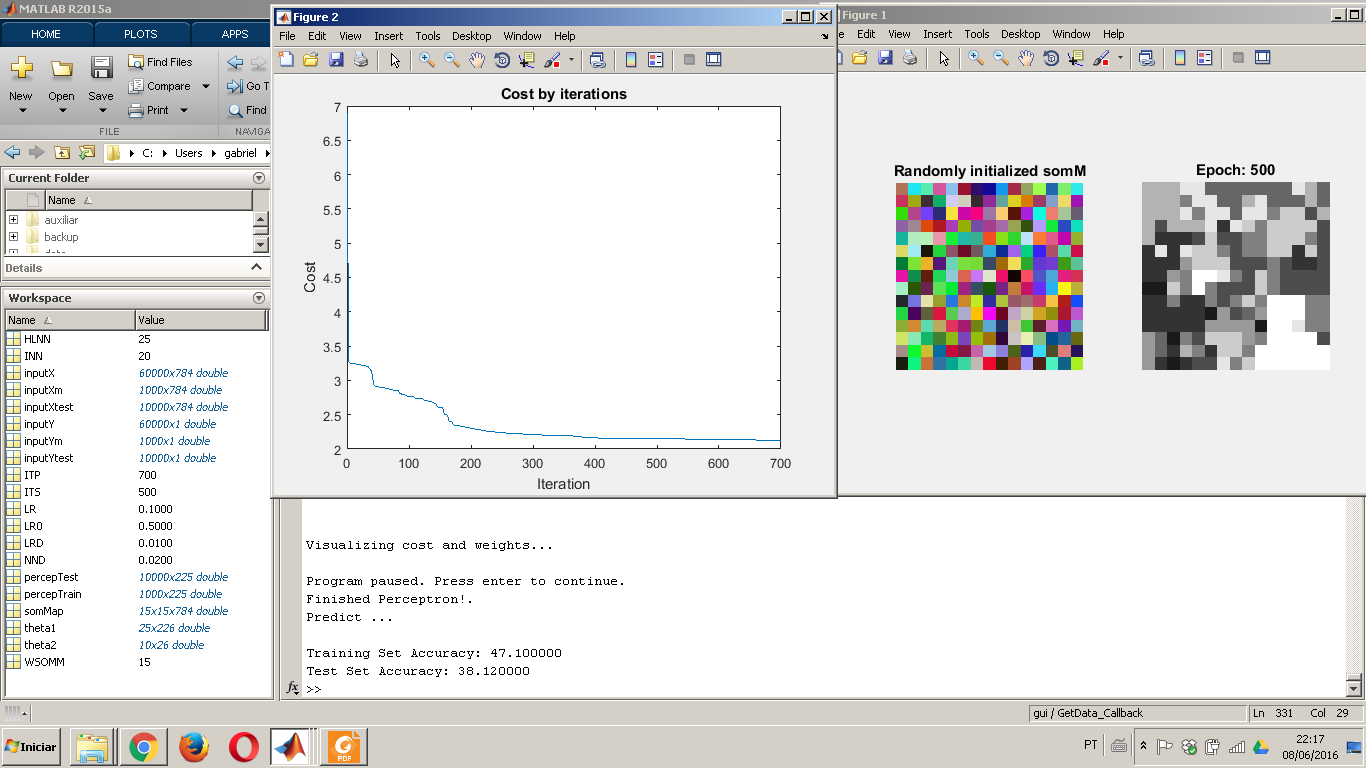 MATLAB R2015a
HOME PLOTS APPS
New Open Save Find Files Compare Print Go T Find
FILE NAVIGA
C: Users gabriel
Current Folder
Name
auxiliar
backup
Details
Workspace
Name Value
HLNN 25
INN 20
inputX 60000x784 double
inputXm 1000x784 double
inputXtest 10000x784 double
inputY 60000x1 double
inputYm 1000x1 double
inputYtest 10000x1 double
ITP 700
ITS 500
LR 0.1000
LR0 0.5000
LRD 0.0100
NND 0.0200
percepTest 10000x225 double
percepTrain 1000x225 double
somMap 15x15x784 double
theta1 25x226 double
theta2 10x26 double
WSOMM 15
Figure 2
File Edit View Insert Tools Desktop Window Help
Cost by iterations
7
6.5
6
5.5
5
4.5
4
3.5
3
2.5
2
Cost
0 100 200 300 400 500 600 700
Iteration
Figure 1
e Edit View Insert Tools Desktop Window Help
Randomly initialized somM
Epoch: 500
Visualizing cost and weights...
Program paused. Press enter to continue.
Finished Perceptron!.
Predict ...
Training Set Accuracy: 47.100000
Test Set Accuracy: 38.120000
fx >>
gui / GetData_Callback Ln 331 Col 29
Iniciar
PDF
PT
22:17
08/06/2016